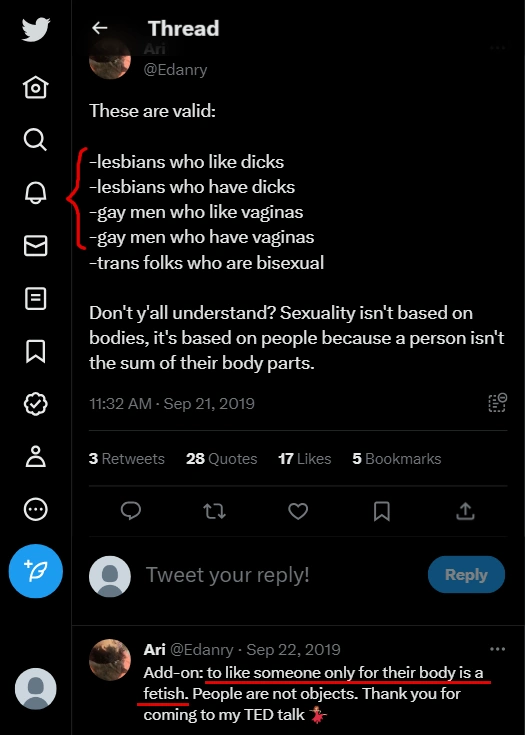 Thread
Ari
@Edanry
These are valid:
-lesbians who like dicks
-lesbians who have dicks
-gay men who like vaginas
-gay men who have vaginas
-trans folks who are bisexual
Don't y'all understand? Sexuality isn't based on
bodies, it's based on people because a person isn't
the sum of their body parts.
11:32 AM · Sep 21, 2019
3 Retweets 28 Quotes 17 Likes 5 Bookmarks
Tweet your reply!
Reply
Ari @Edanry · Sep 22, 2019
Add-on: to like someone only for their body is a
fetish. People are not objects. Thank you for
coming to my TED talk 💃